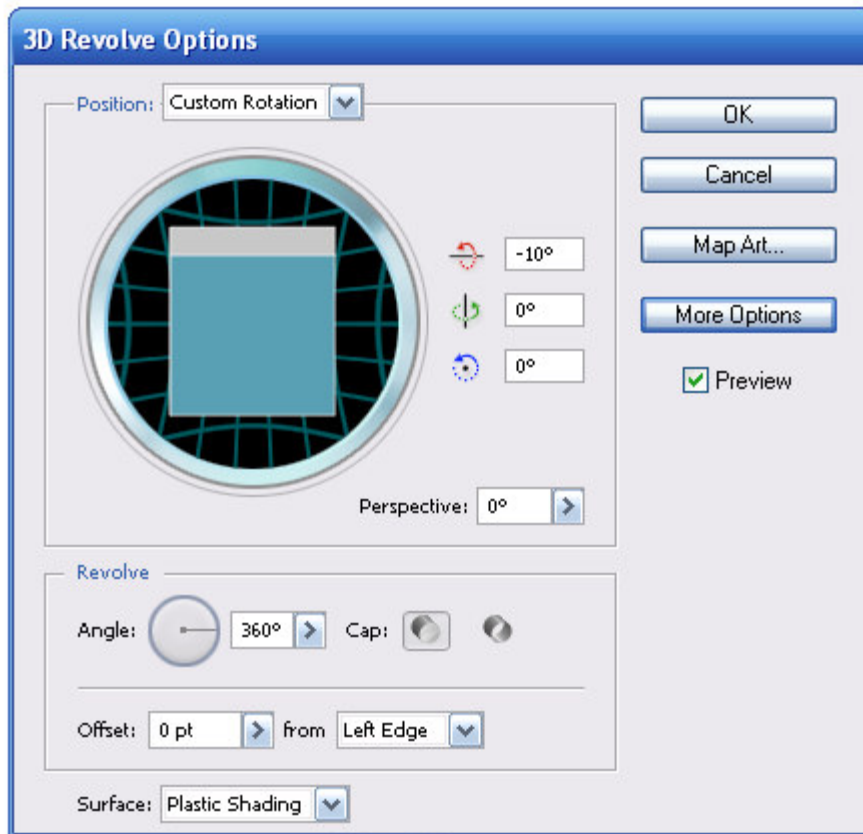 3D Revolve Options
Position: Custom Rotation
OK
Cancel
Map Art...
More Options
Preview
-10°
0°
0°
Perspective: 0°
Revolve
Angle: 360° Cap:
Offset: 0 pt from Left Edge
Surface: Plastic Shading